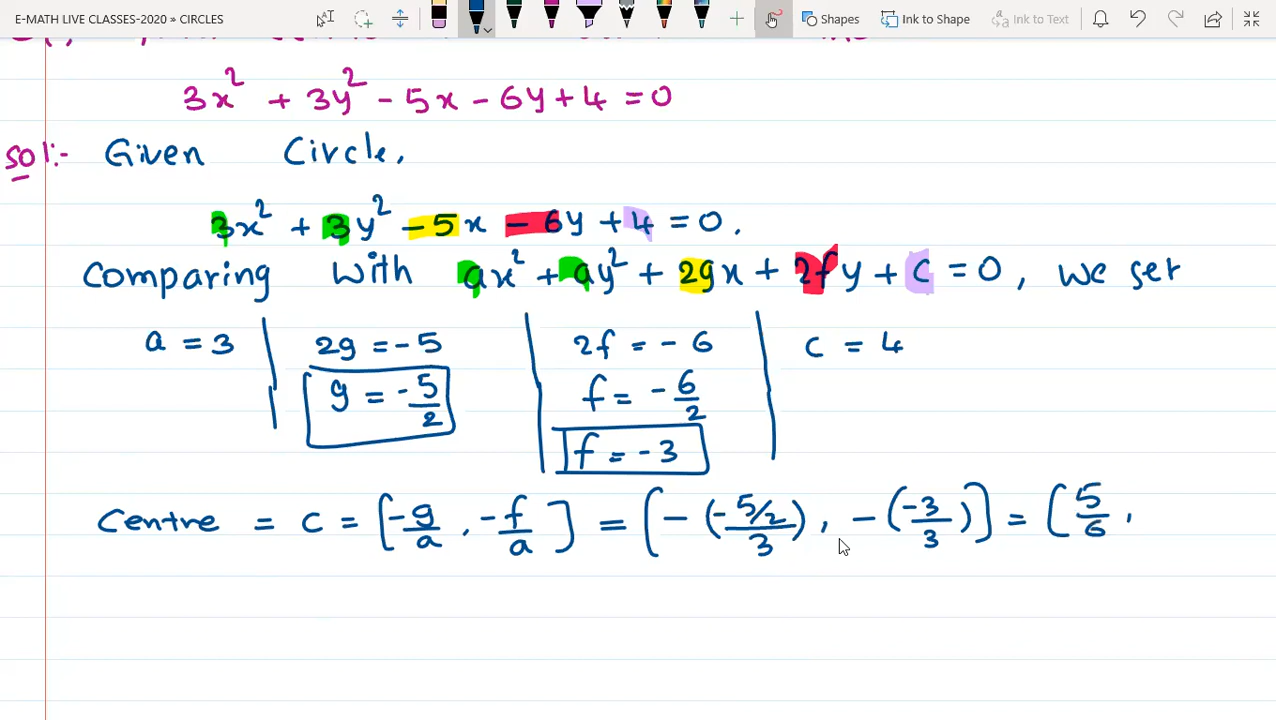 E-MATH LIVE CLASSES-2020 » CIRCLES Shapes Ink to Shape Ink to Text
3x² + 3y² - 5x - 6y + 4 = 0
Sol:- Given Circle,
3x² + 3y² - 5x - 6y + 4 = 0.
Comparing with ax² + ay² + 2gx + 2fy + c = 0, we get
a = 3 | 2g = -5 | 2f = -6 | c = 4
g = -5/2 | f = -6/2
f = -3
Centre = c = [-g/a, -f/a] = [-(-5/2/3), -(-3/3)] = [5/6,